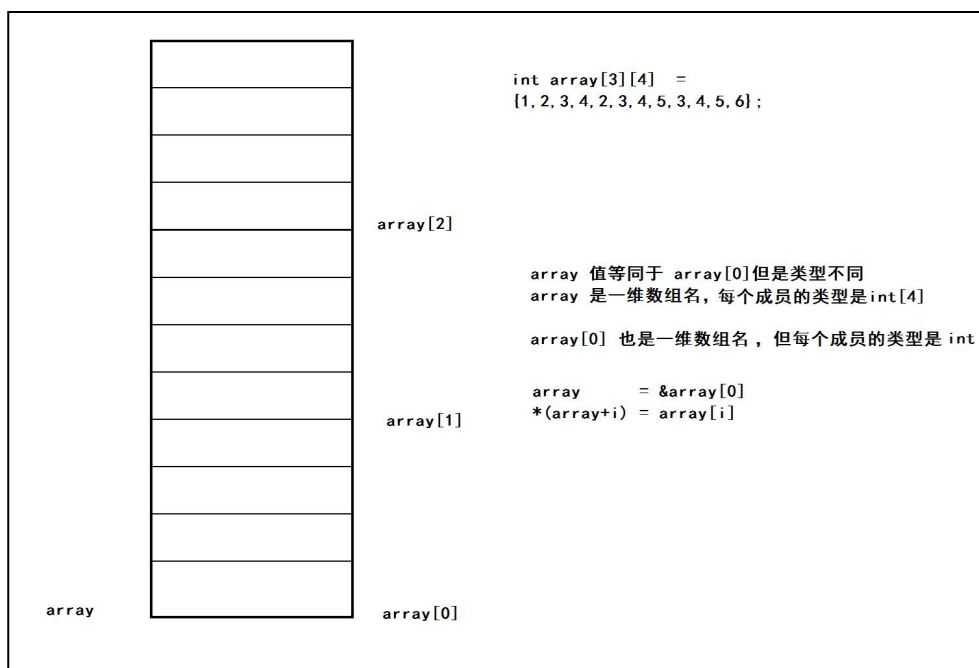 int array[3][4] =
{1,2,3,4,2,3,4,5,3,4,5,6};
array[2]
array 值等同于 array[0]但是类型不同
array 是一维数组名，每个成员的类型是int[4]
array[0] 也是一维数组名，但每个成员的类型是 int
array = &array[0]
*(array+i) = array[i]
array[1]
array
array[0]